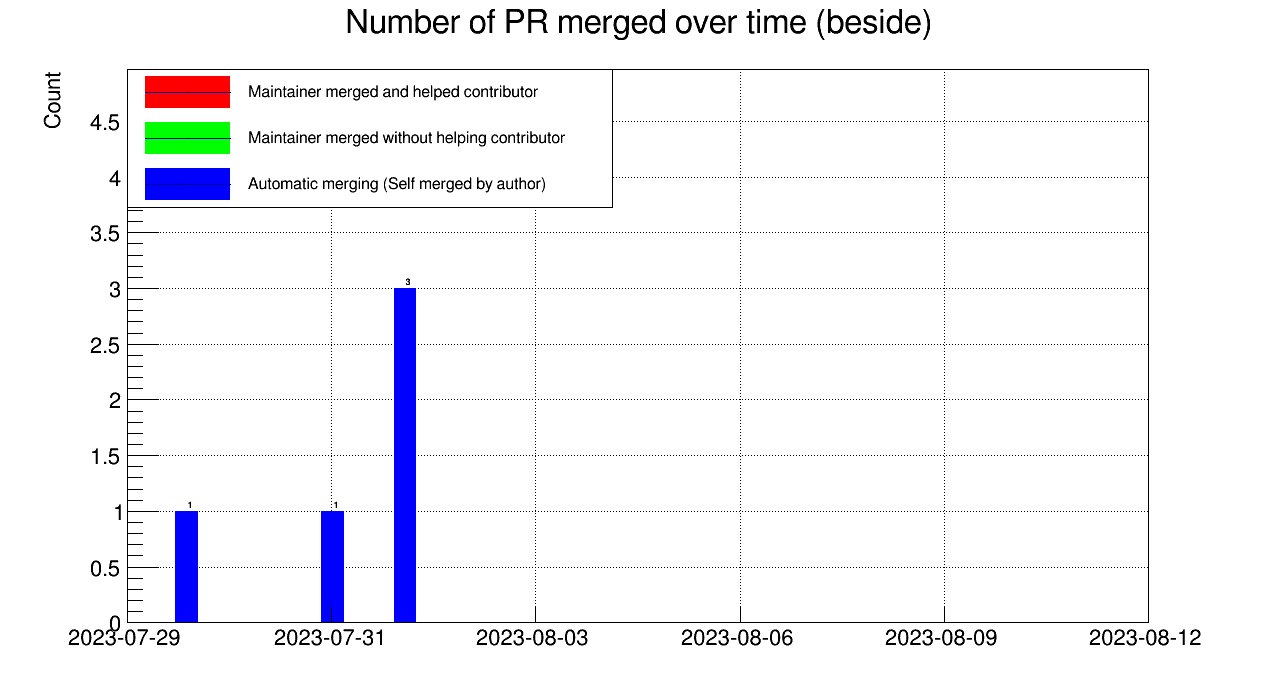 Number of PR merged over time (beside)
Count
Maintainer merged and helped contributor
Maintainer merged without helping contributor
Automatic merging (Self merged by author)
4.5
4
3.5
3
2.5
2
1.5
1
0.5
0
3
1
1
2023-07-29 2023-07-31 2023-08-03 2023-08-06 2023-08-09 2023-08-12